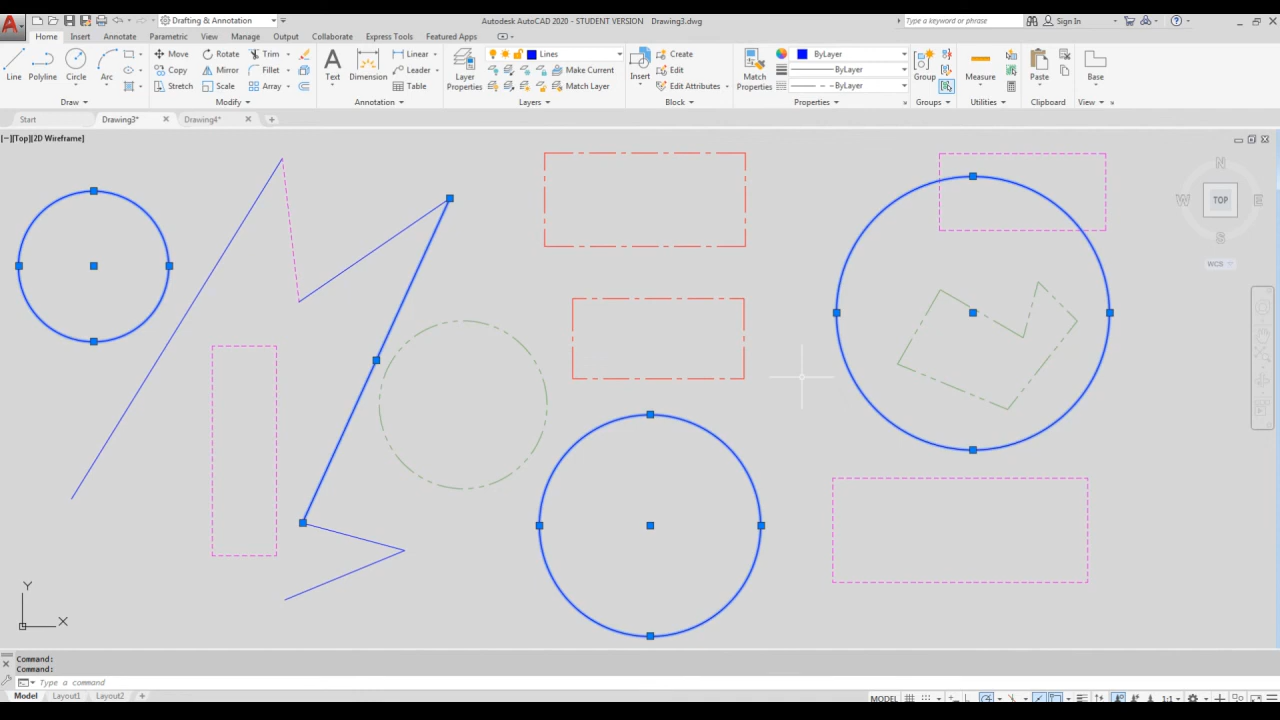 Drafting & Annotation
Autodesk AutoCAD 2020 - STUDENT VERSION Drawing3.dwg
Type a keyword or phrase
Sign In
Home Insert Annotate Parametric View Manage Output Collaborate Express Tools Featured Apps
Line Polyline Circle Arc
Move Rotate Trim
Copy Mirror Fillet
Stretch Scale Array
Text Dimension
Linear
Leader
Table
Layer Properties
Lines
Make Current
Match Layer
Insert
Create
Edit
Edit Attributes
Match Properties
ByLayer
ByLayer
ByLayer
Group
Measure
Paste
Base
Draw Modify Annotation Layers Block Properties Groups Utilities Clipboard View
Start Drawing3* Drawing4*
[−][Top][2D Wireframe]
N
W TOP E
S
WCS
Y
X
Command:
Command:
Type a command
Model Layout1 Layout2
MODEL 1:1